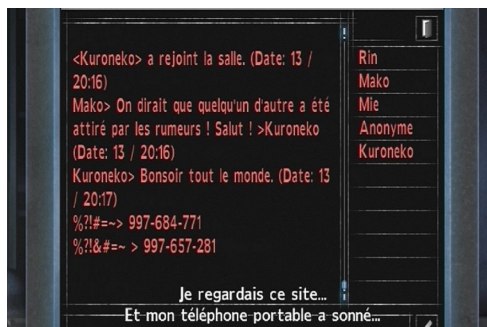 <Kuroneko> a rejoint la salle. (Date: 13 /
20:16)
Mako> On dirait que quelqu'un d'autre a été
attiré par les rumeurs ! Salut ! >Kuroneko
(Date: 13 / 20:16)
Kuroneko> Bonsoir tout le monde. (Date: 13
/ 20:17)
%?!#=~> 997-684-771
%?!&#=~ > 997-657-281
Rin
Mako
Mie
Anonyme
Kuroneko
Je regardais ce site...
Et mon téléphone portable a sonné...